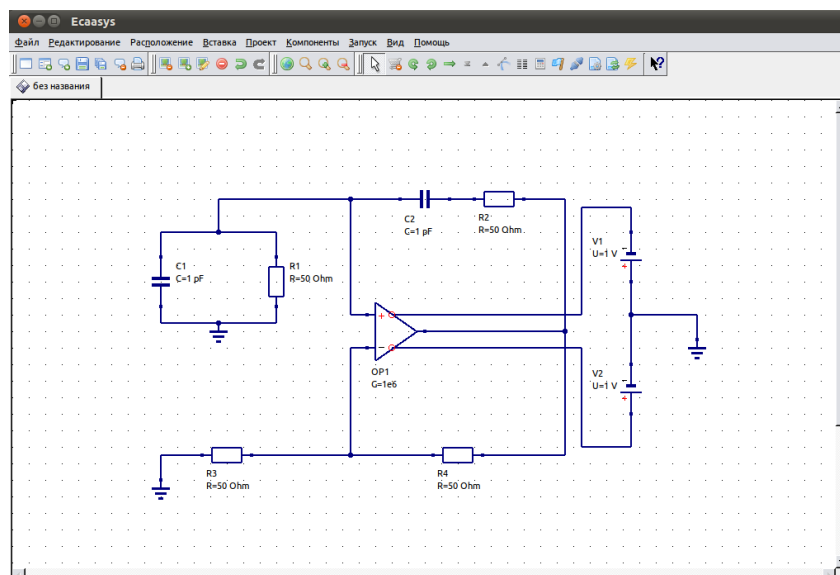 Ecaasys
Файл Редактирование Расположение Вставка Проект Компоненты Запуск Вид Помощь
без названия
C2
C=1 pF
R2
R=50 Ohm
V1
U=1 V
C1
C=1 pF
R1
R=50 Ohm
OP1
G=1e6
V2
U=1 V
R3
R=50 Ohm
R4
R=50 Ohm